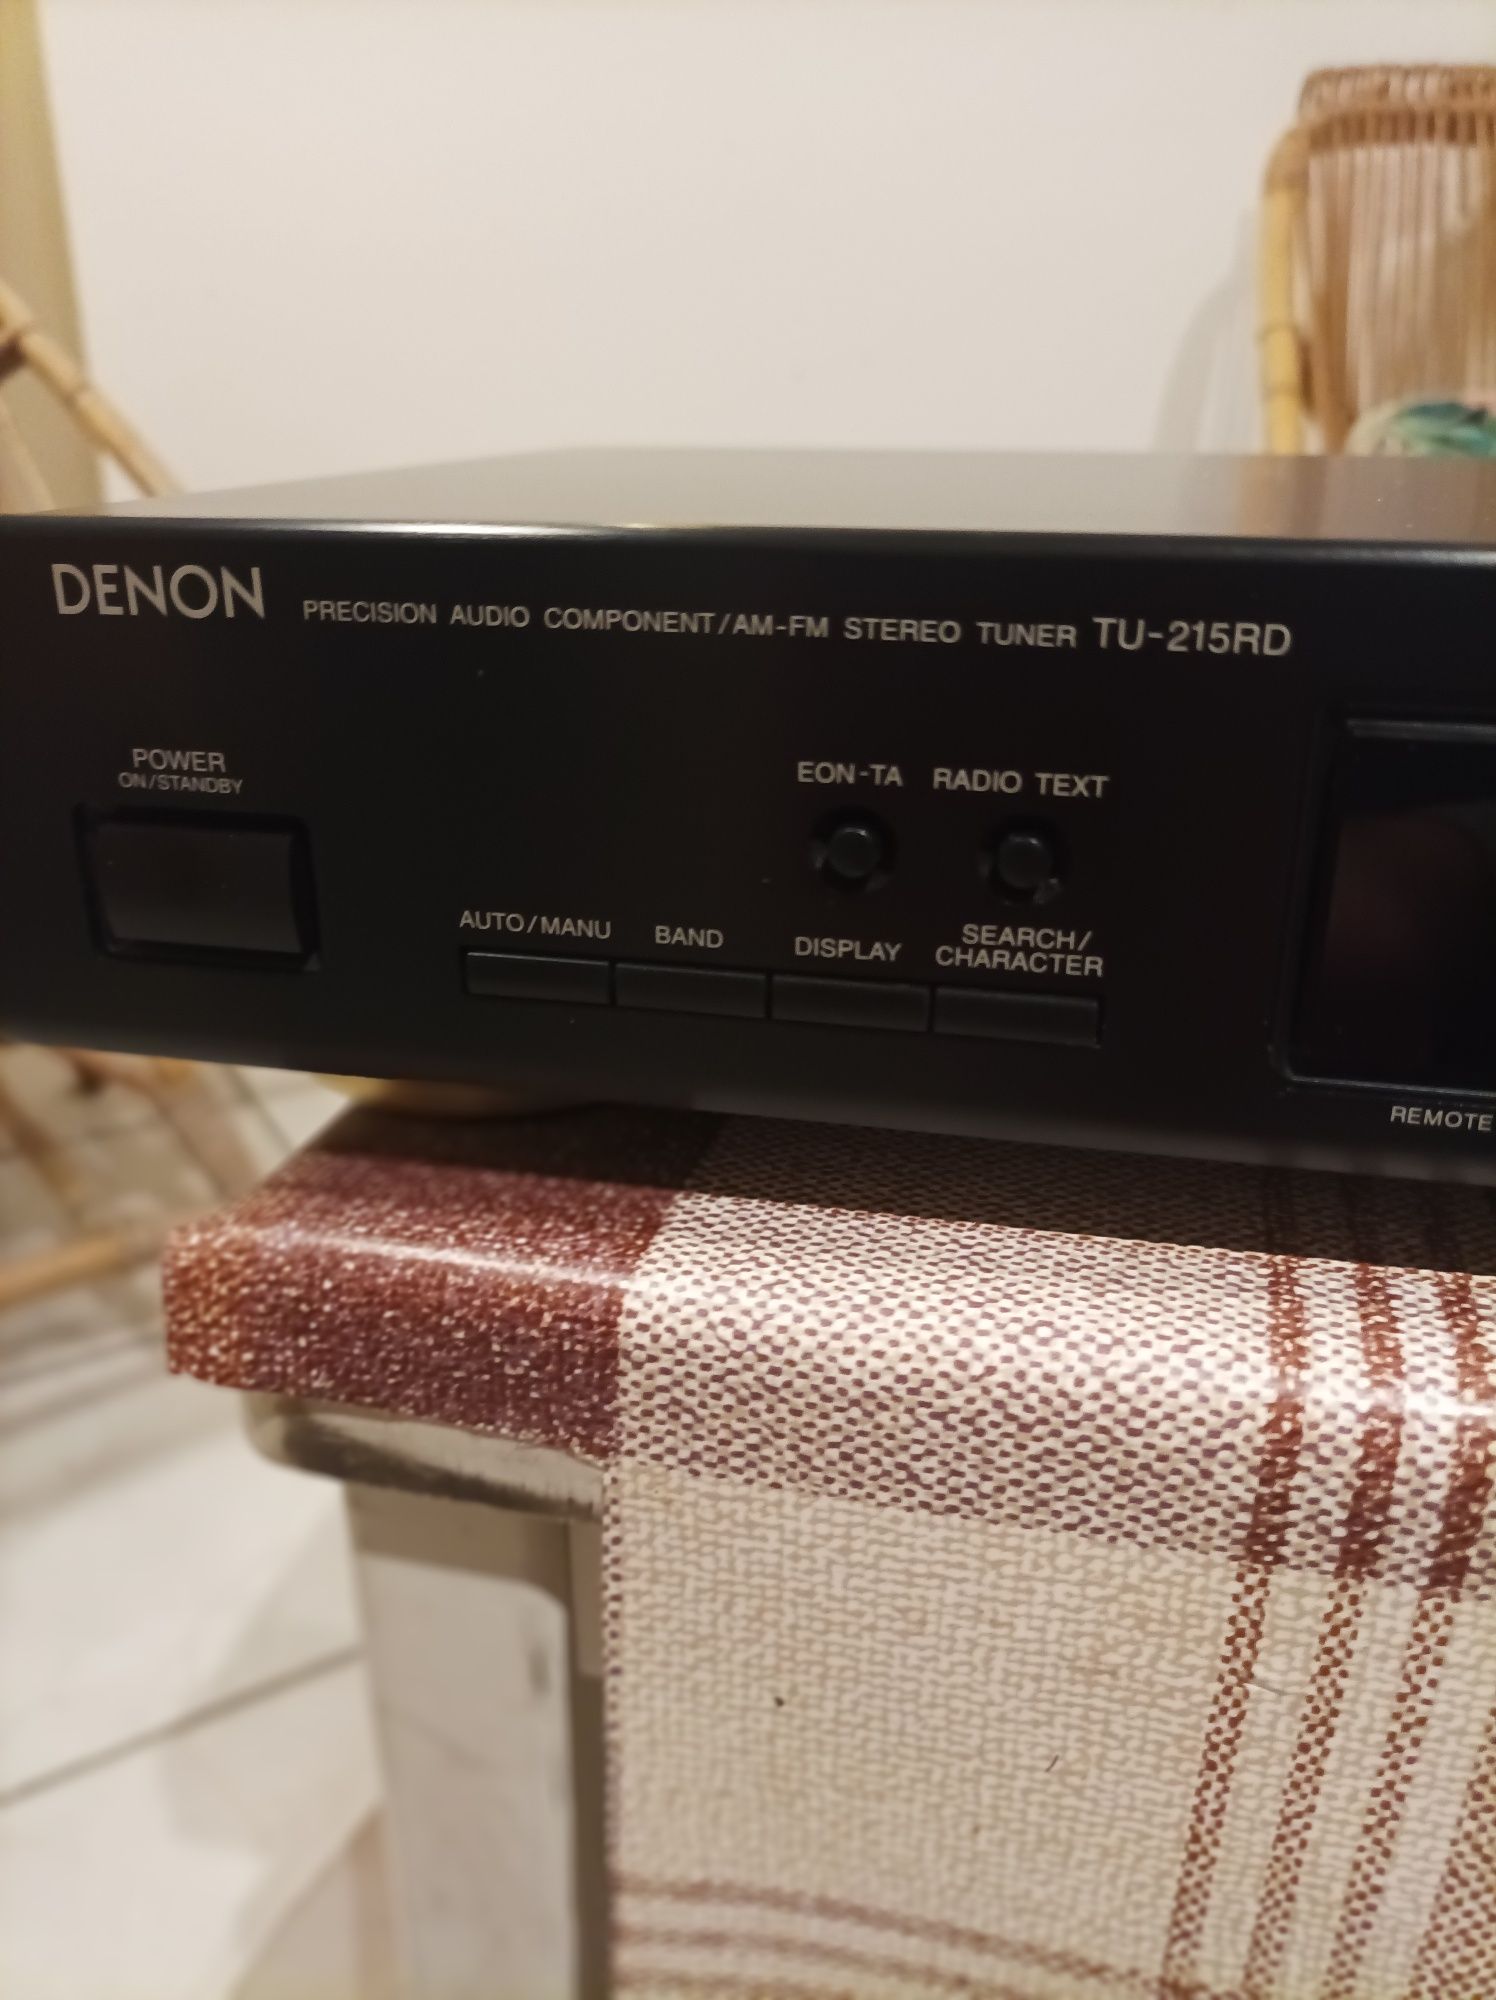 DENON PRECISION AUDIO COMPONENT/AM-FM STEREO TUNER TU-215RD
POWER
ON/STANDBY
EON-TA RADIO TEXT
AUTO/MANU BAND DISPLAY SEARCH/
CHARACTER
REMOTE